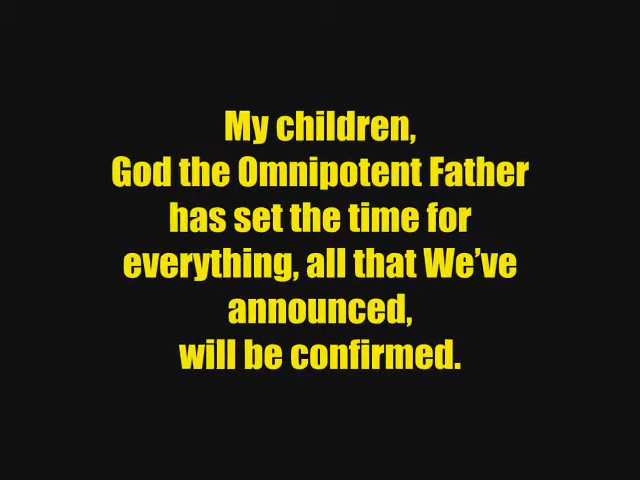 My children,
God the Omnipotent Father
has set the time for
everything, all that We’ve
announced,
will be confirmed.